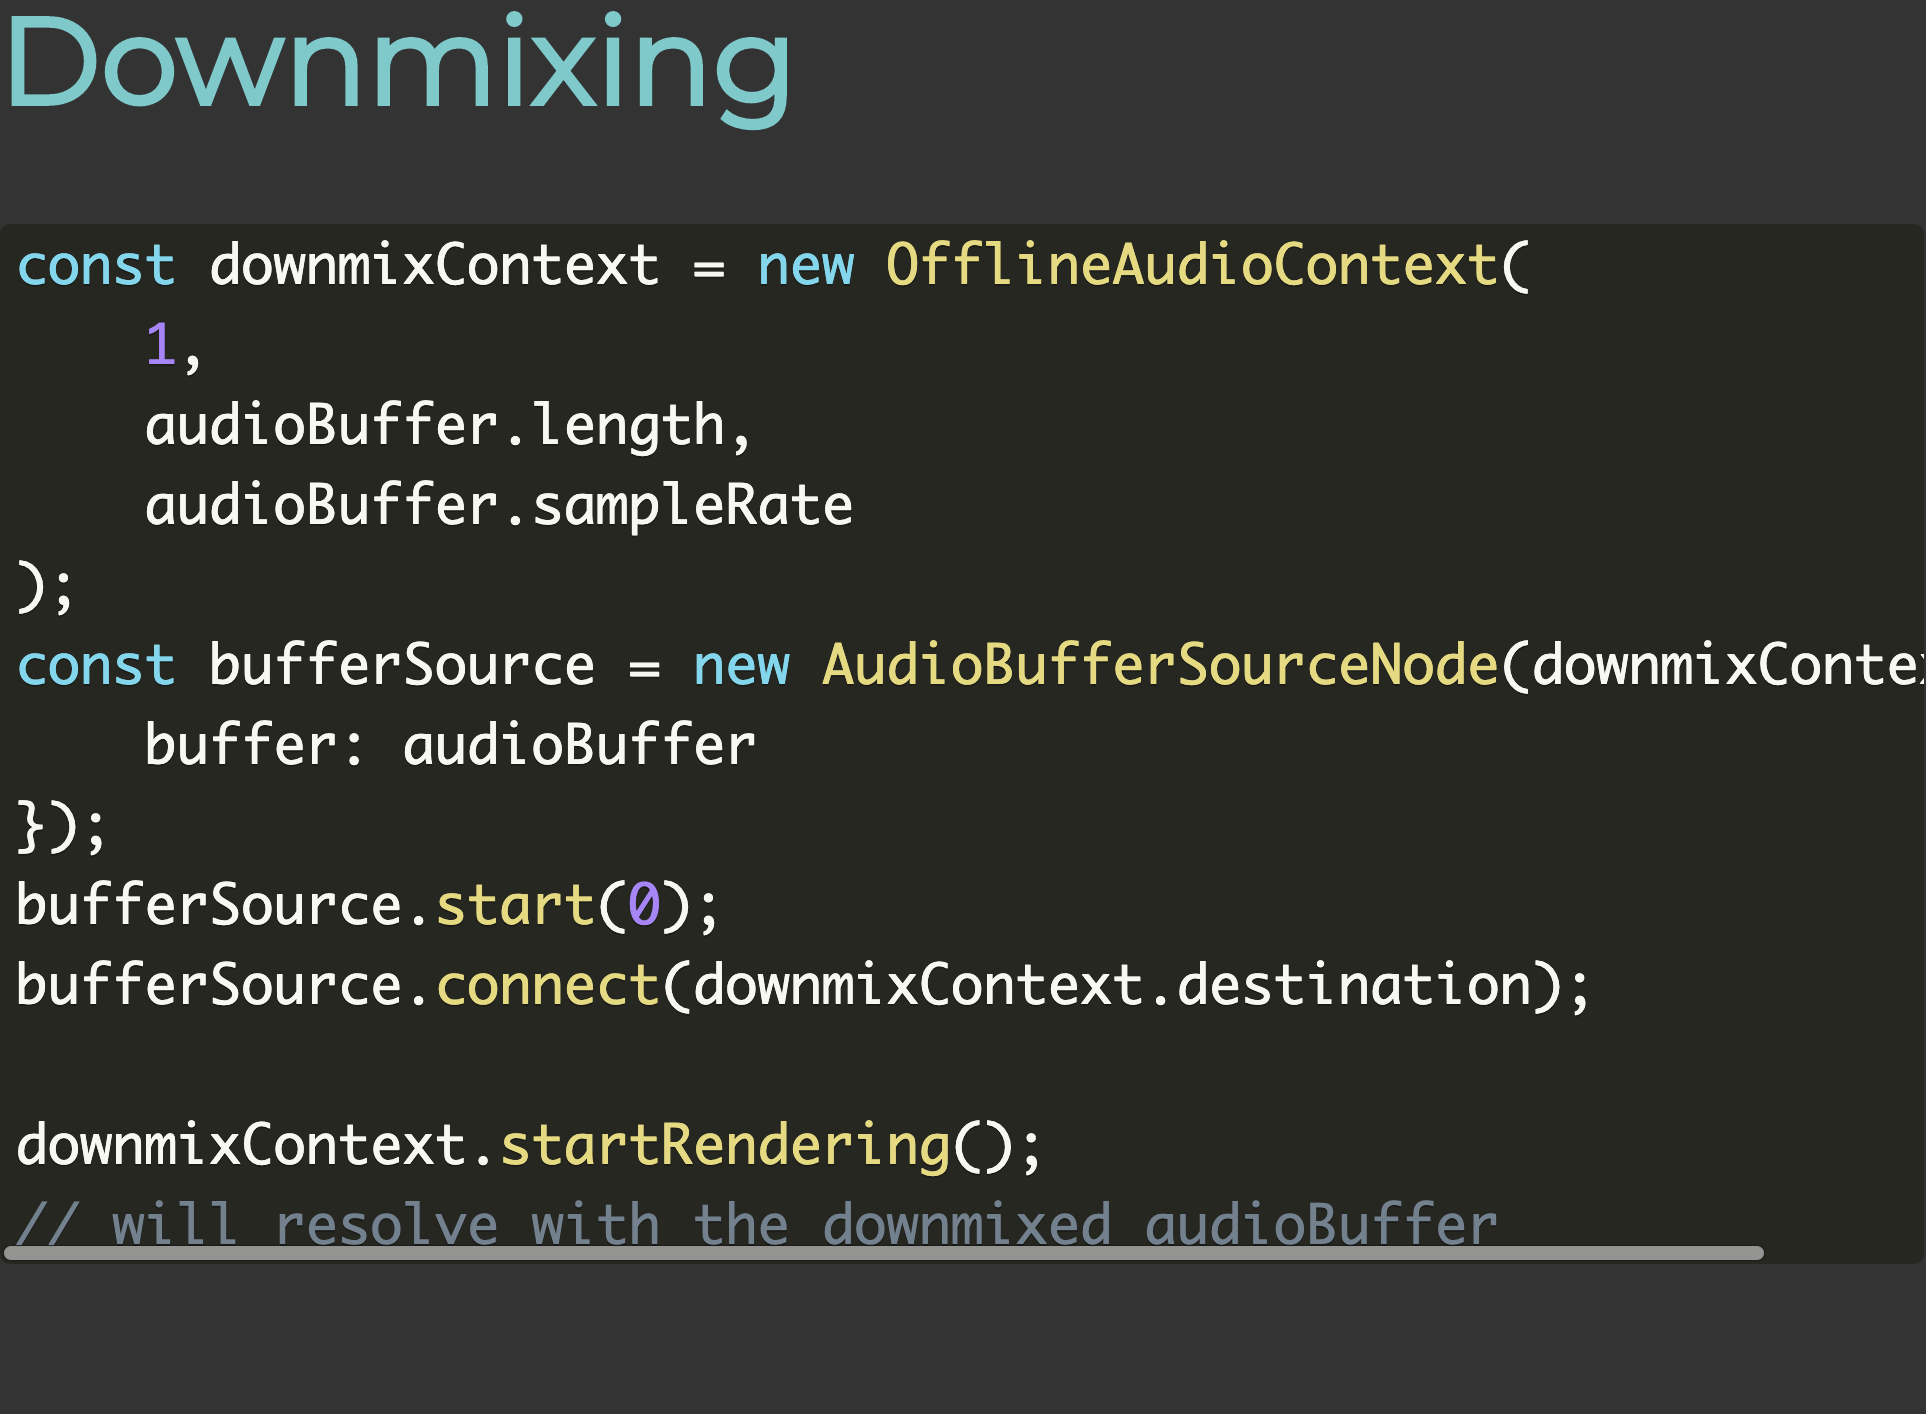 Downmixing
const downmixContext = new OfflineAudioContext(
    1,
    audioBuffer.length,
    audioBuffer.sampleRate
);
const bufferSource = new AudioBufferSourceNode(downmixConte
    buffer: audioBuffer
});
bufferSource.start(0);
bufferSource.connect(downmixContext.destination);

downmixContext.startRendering();
// will resolve with the downmixed audioBuffer